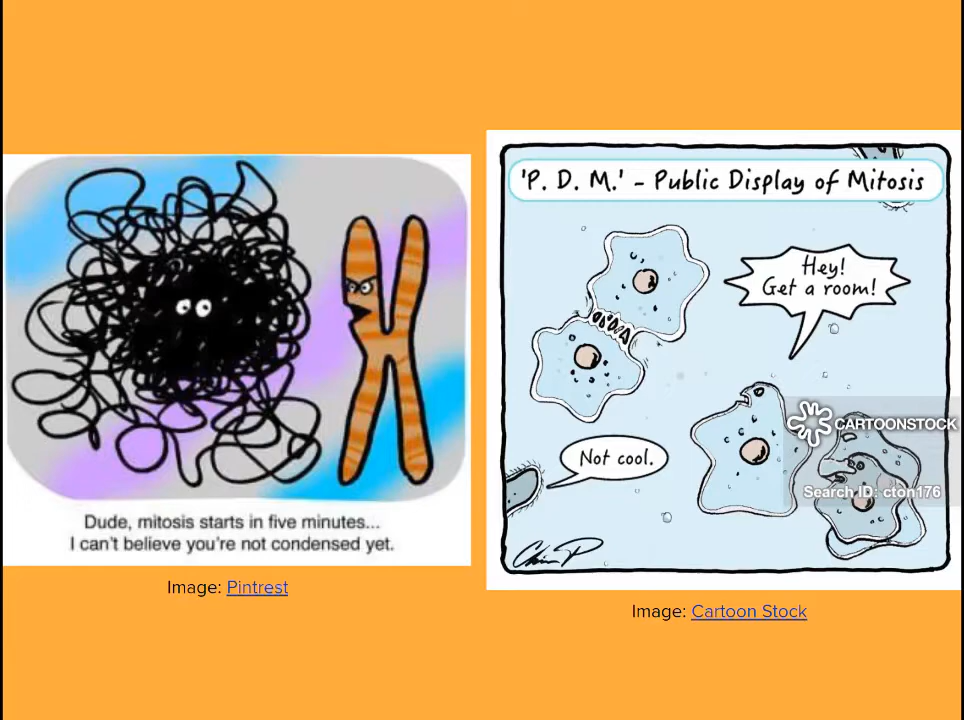 Dude, mitosis starts in five minutes...
I can't believe you're not condensed yet.
Image: Pintrest
'P. D. M.' - Public Display of Mitosis
Hey!
Get a room!
Not cool.
CARTOONSTOCK
Search ID: cton176
Image: Cartoon Stock